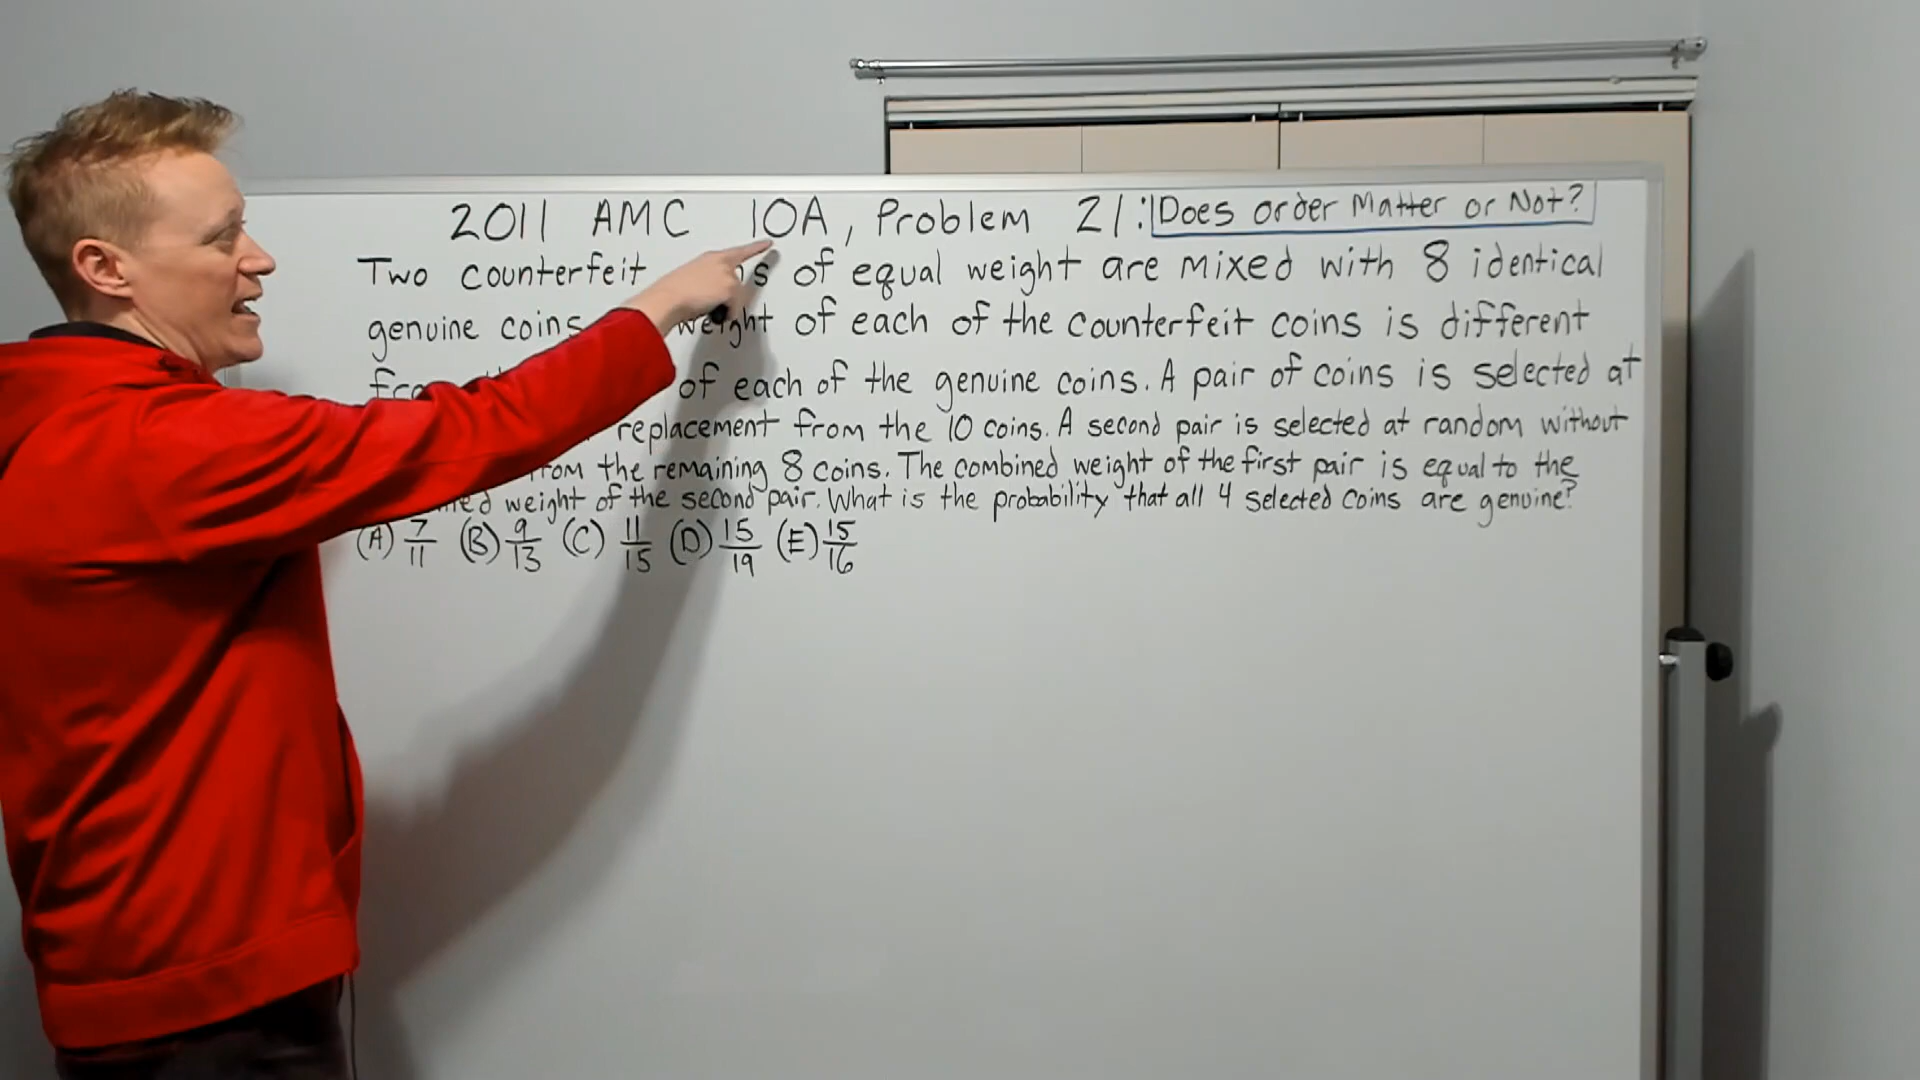 2011 AMC 10A, Problem 21: Does order Matter or Not?
Two counterfeit of equal weight are mixed with 8 identical
genuine coins weight of each of the counterfeit coins is different
of each of the genuine coins. A pair of coins is selected at
replacement from the 10 coins. A second pair is selected at random without
from the remaining 8 coins. The combined weight of the first pair is equal to the
weight of the second pair. What is the probability that all 4 selected coins are genuine?
(A) 7/11 (B) 9/13 (C) 11/15 (D) 15/19 (E) 15/16